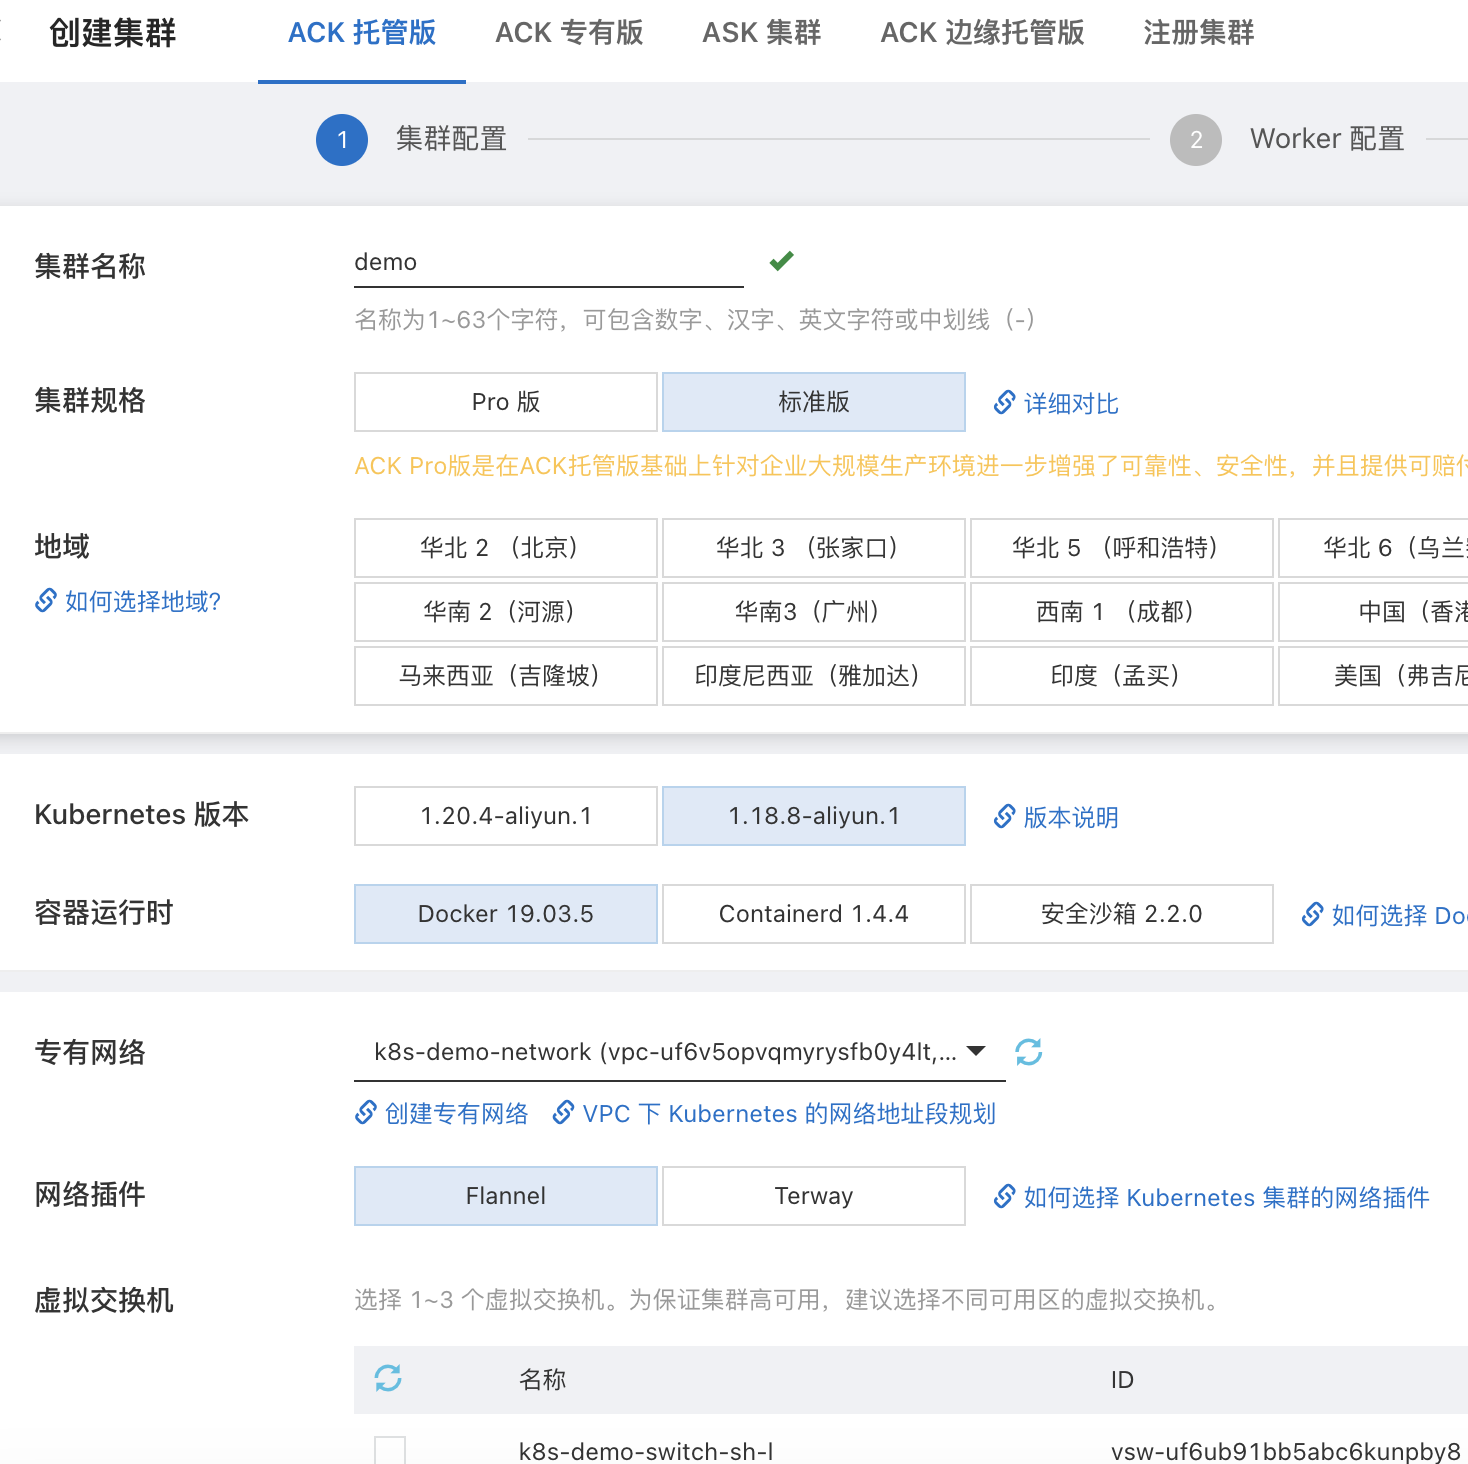 创建集群 ACK 托管版 ACK 专有版 ASK 集群 ACK 边缘托管版 注册集群
1 集群配置 2 Worker 配置
集群名称 demo
名称为1~63个字符，可包含数字、汉字、英文字符或中划线（-）
集群规格 Pro 版 标准版 详细对比
ACK Pro版是在ACK托管版基础上针对企业大规模生产环境进一步增强了可靠性、安全性，并且提供可赔付
地域 华北 2 （北京） 华北 3 （张家口） 华北 5 （呼和浩特） 华北 6（乌兰
如何选择地域? 华南 2（河源） 华南3（广州） 西南 1 （成都） 中国（香港
马来西亚（吉隆坡） 印度尼西亚（雅加达） 印度（孟买） 美国（弗吉尼
Kubernetes 版本 1.20.4-aliyun.1 1.18.8-aliyun.1 版本说明
容器运行时 Docker 19.03.5 Containerd 1.4.4 安全沙箱 2.2.0 如何选择 Doc
专有网络 k8s-demo-network (vpc-uf6v5opvqmyrysfb0y4lt,...
创建专有网络 VPC 下 Kubernetes 的网络地址段规划
网络插件 Flannel Terway 如何选择 Kubernetes 集群的网络插件
虚拟交换机 选择 1~3 个虚拟交换机。为保证集群高可用，建议选择不同可用区的虚拟交换机。
名称 ID
k8s-demo-switch-sh-l vsw-uf6ub91bb5abc6kunpby8